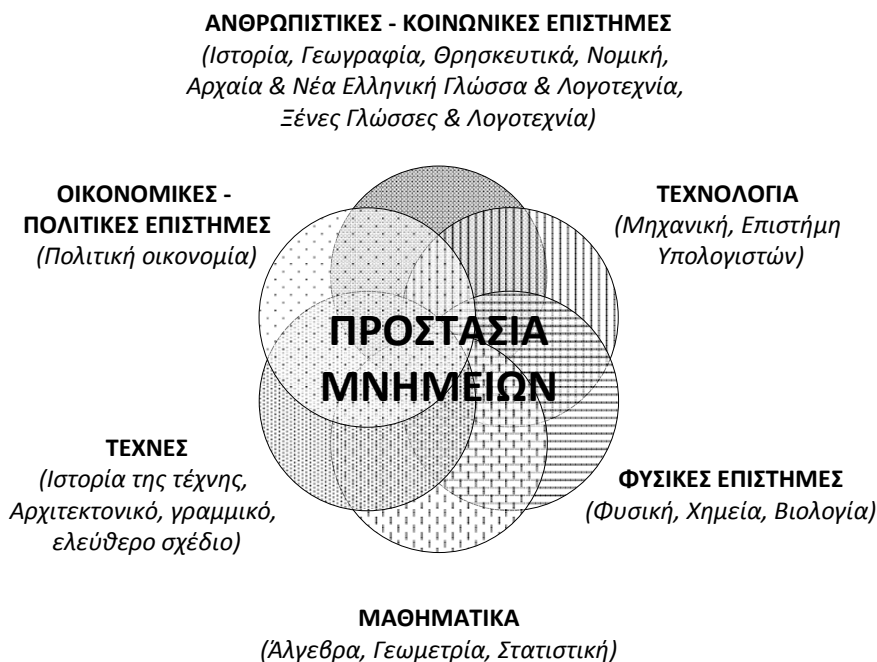 ΑΝΘΡΩΠΙΣΤΙΚΕΣ - ΚΟΙΝΩΝΙΚΕΣ ΕΠΙΣΤΗΜΕΣ
(Ιστορία, Γεωγραφία, Θρησκευτικά, Νομική,
Αρχαία & Νέα Ελληνική Γλώσσα & Λογοτεχνία,
Ξένες Γλώσσες & Λογοτεχνία)
ΟΙΚΟΝΟΜΙΚΕΣ -
ΠΟΛΙΤΙΚΕΣ ΕΠΙΣΤΗΜΕΣ
(Πολιτική οικονομία)
ΤΕΧΝΟΛΟΓΙΑ
(Μηχανική, Επιστήμη
Υπολογιστών)
ΠΡΟΣΤΑΣΙΑ
ΜΝΗΜΕΙΩΝ
ΤΕΧΝΕΣ
(Ιστορία της τέχνης,
Αρχιτεκτονικό, γραμμικό,
ελεύθερο σχέδιο)
ΦΥΣΙΚΕΣ ΕΠΙΣΤΗΜΕΣ
(Φυσική, Χημεία, Βιολογία)
ΜΑΘΗΜΑΤΙΚΑ
(Άλγεβρα, Γεωμετρία, Στατιστική)